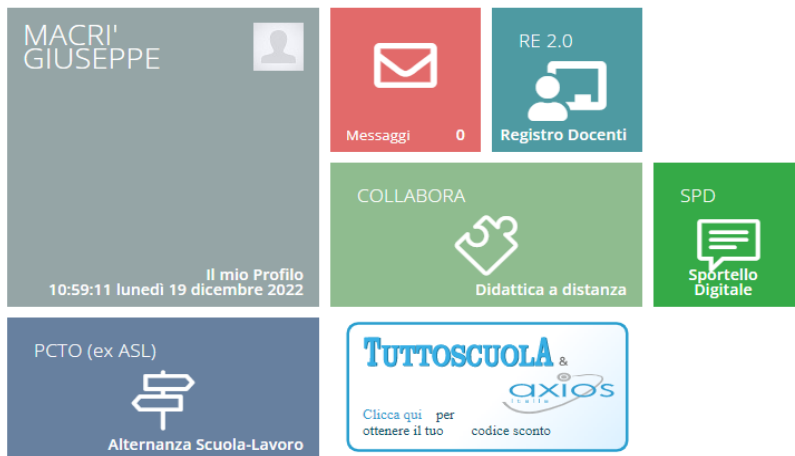 MACRI'
GIUSEPPE
Il mio Profilo
10:59:11 lunedì 19 dicembre 2022
Messaggi 0
RE 2.0
Registro Docenti
COLLABORA
Didattica a distanza
SPD
Sportello
Digitale
PCTO (ex ASL)
Alternanza Scuola-Lavoro
TUTTOSCUOLA &
axios
italia
Clicca qui per
ottenere il tuo codice sconto